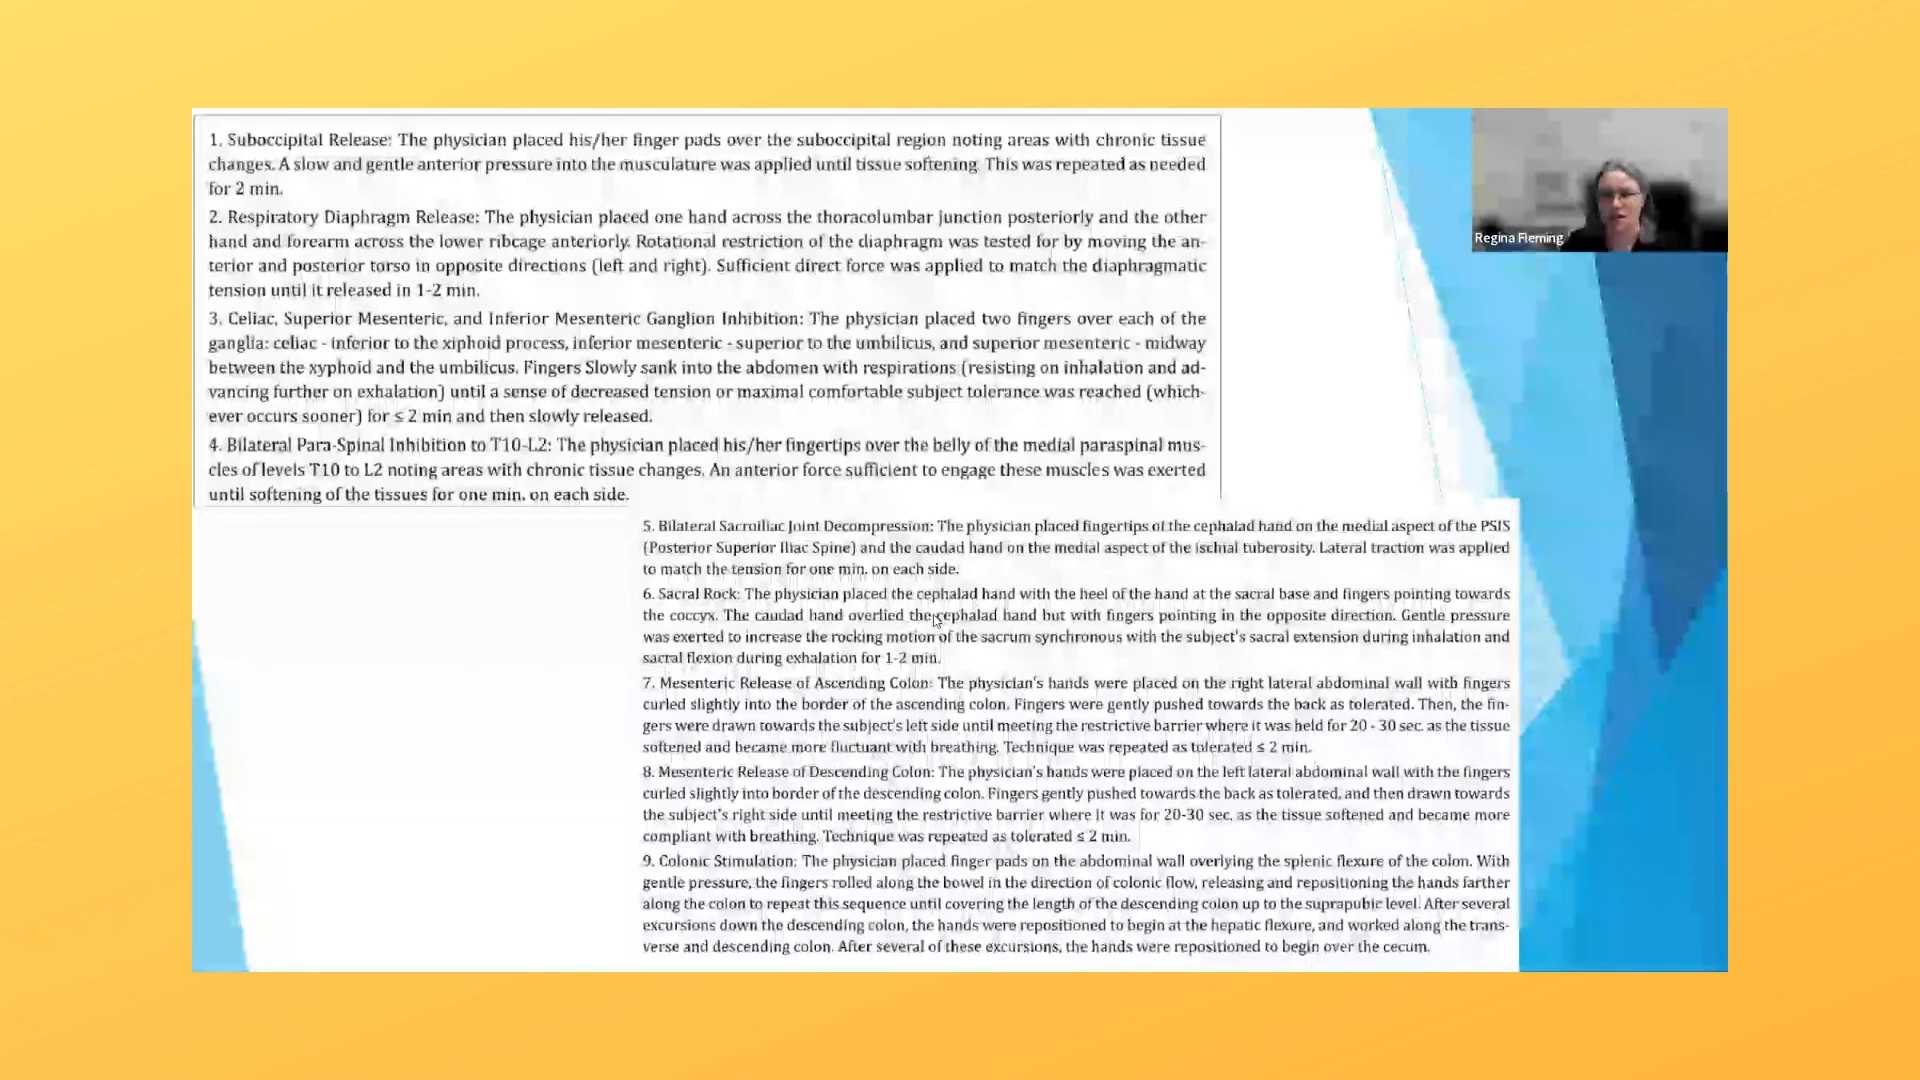 1. Suboccipital Release: The physician placed his/her finger pads over the suboccipital region noting areas with chronic tissue
changes. A slow and gentle anterior pressure into the musculature was applied until tissue softening. This was repeated as needed
for 2 min.
2. Respiratory Diaphragm Release: The physician placed one hand across the thoracolumbar junction posteriorly and the other
hand and forearm across the lower ribcage anteriorly. Rotational restriction of the diaphragm was tested for by moving the an-
terior and posterior torso in opposite directions (left and right). Sufficient direct force was applied to match the diaphragmatic
tension until it released in 1-2 min.
3. Celiac, Superior Mesenteric, and Inferior Mesenteric Ganglion Inhibition: The physician placed two fingers over each of the
ganglia: celiac - inferior to the xiphoid process, inferior mesenteric - superior to the umbilicus, and superior mesenteric - midway
between the xyphoid and the umbilicus. Fingers Slowly sank into the abdomen with respirations (resisting on inhalation and ad-
vancing further on exhalation) until a sense of decreased tension or maximal comfortable subject tolerance was reached (which-
ever occurs sooner) for ≤ 2 min and then slowly released.
4. Bilateral Para-Spinal Inhibition to T10-L2: The physician placed his/her fingertips over the belly of the medial paraspinal mus-
cles of levels T10 to L2 noting areas with chronic tissue changes. An anterior force sufficient to engage these muscles was exerted
until softening of the tissues for one min. on each side.
5. Bilateral Sacroiliac Joint Decompression: The physician placed fingertips of the cephalad hand on the medial aspect of the PSIS
(Posterior Superior Iliac Spine) and the caudad hand on the medial aspect of the ischial tuberosity. Lateral traction was applied
to match the tension for one min. on each side.
6. Sacral Rock: The physician placed the cephalad hand with the heel of the hand at the sacral base and fingers pointing towards
the coccyx. The caudad hand overlied the cephalad hand but with fingers pointing in the opposite direction. Gentle pressure
was exerted to increase the rocking motion of the sacrum synchronous with the subject's sacral extension during inhalation and
sacral flexion during exhalation for 1-2 min.
7. Mesenteric Release of Ascending Colon: The physician's hands were placed on the right lateral abdominal wall with fingers
curled slightly into the border of the ascending colon. Fingers were gently pushed towards the back as tolerated. Then, the fin-
gers were drawn towards the subject's left side until meeting the restrictive barrier where it was held for 20 - 30 sec. as the tissue
softened and became more fluctuant with breathing. Technique was repeated as tolerated ≤ 2 min.
8. Mesenteric Release of Descending Colon: The physician's hands were placed on the left lateral abdominal wall with the fingers
curled slightly into border of the descending colon. Fingers gently pushed towards the back as tolerated, and then drawn towards
the subject's right side until meeting the restrictive barrier where it was for 20-30 sec. as the tissue softened and became more
compliant with breathing. Technique was repeated as tolerated ≤ 2 min.
9. Colonic Stimulation: The physician placed finger pads on the abdominal wall overlying the splenic flexure of the colon. With
gentle pressure, the fingers rolled along the bowel in the direction of colonic flow, releasing and repositioning the hands farther
along the colon to repeat this sequence until covering the length of the descending colon up to the suprapubic level. After several
excursions down the descending colon, the hands were repositioned to begin at the hepatic flexure, and worked along the trans-
verse and descending colon. After several of these excursions, the hands were repositioned to begin over the cecum.
Regina Fleming